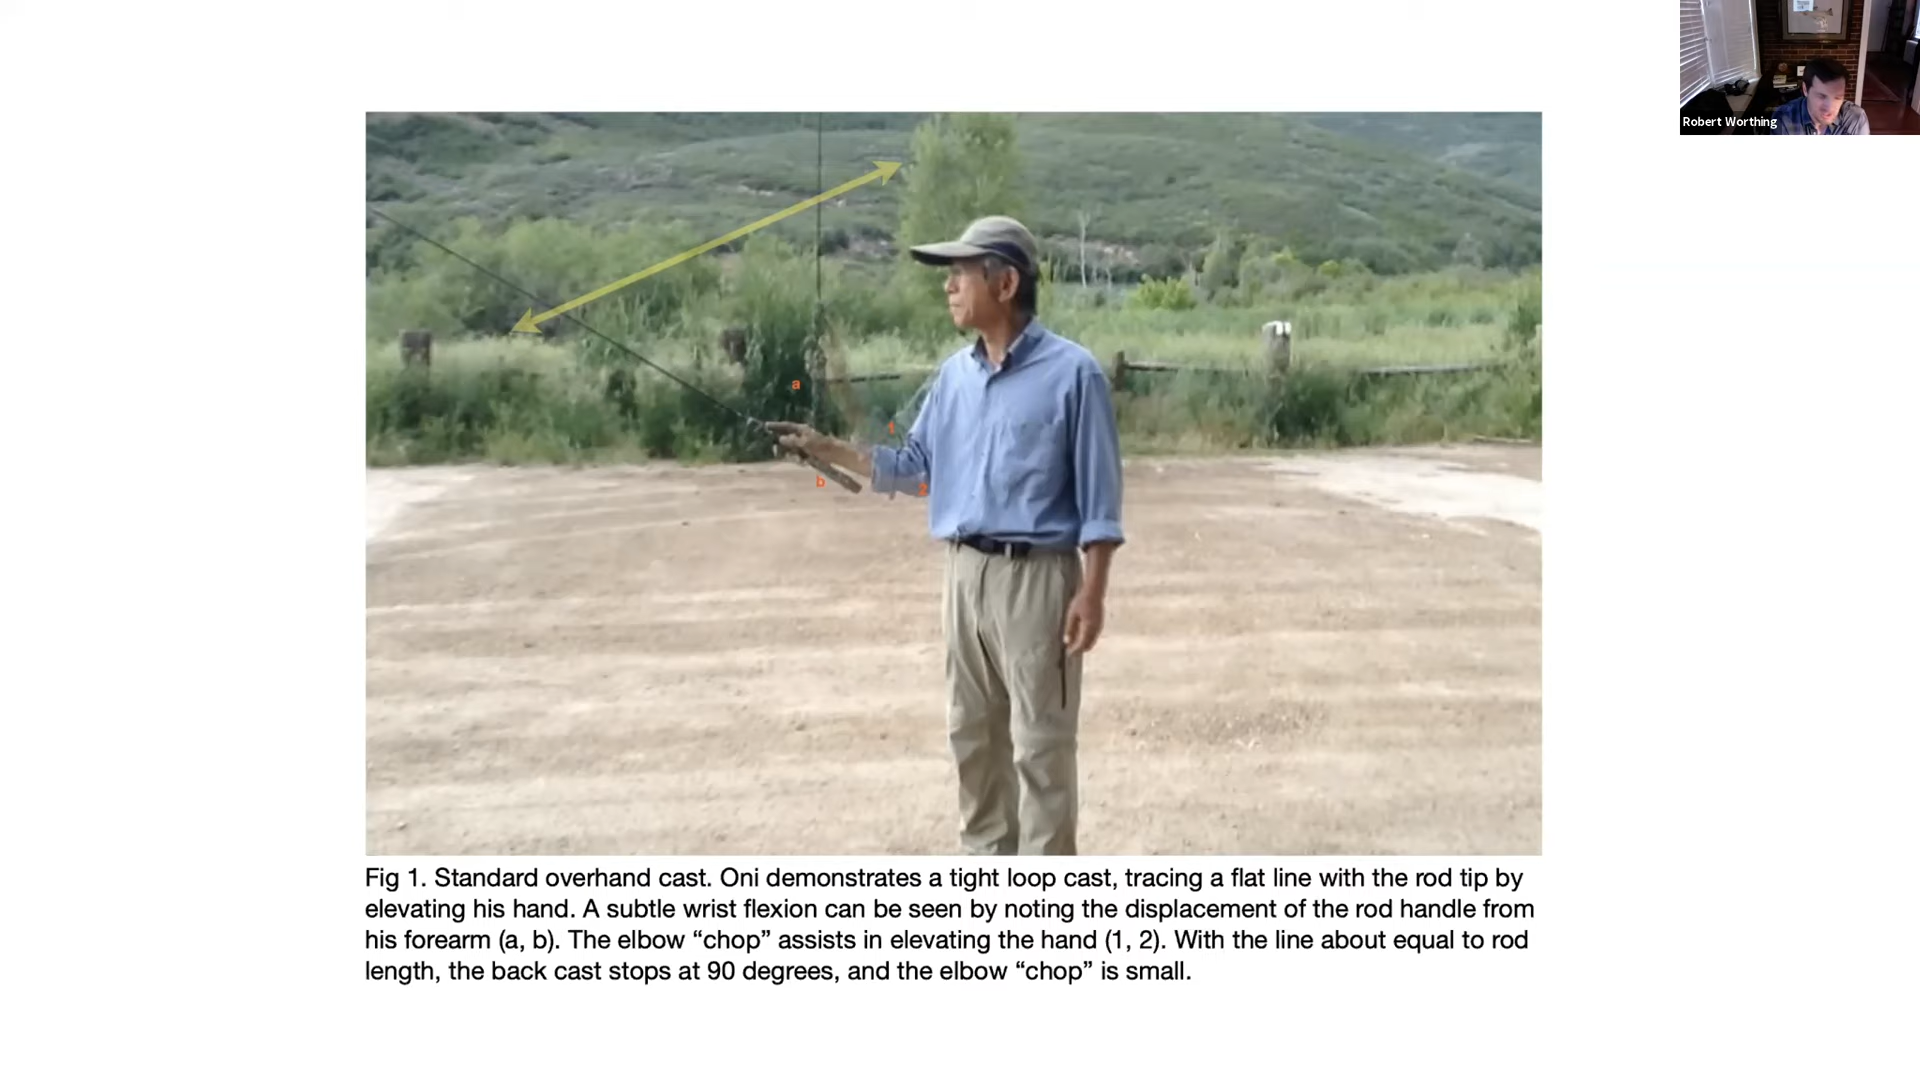 Robert Worthing
a
1
b
2
Fig 1. Standard overhand cast. Oni demonstrates a tight loop cast, tracing a flat line with the rod tip by
elevating his hand. A subtle wrist flexion can be seen by noting the displacement of the rod handle from
his forearm (a, b). The elbow “chop” assists in elevating the hand (1, 2). With the line about equal to rod
length, the back cast stops at 90 degrees, and the elbow “chop” is small.